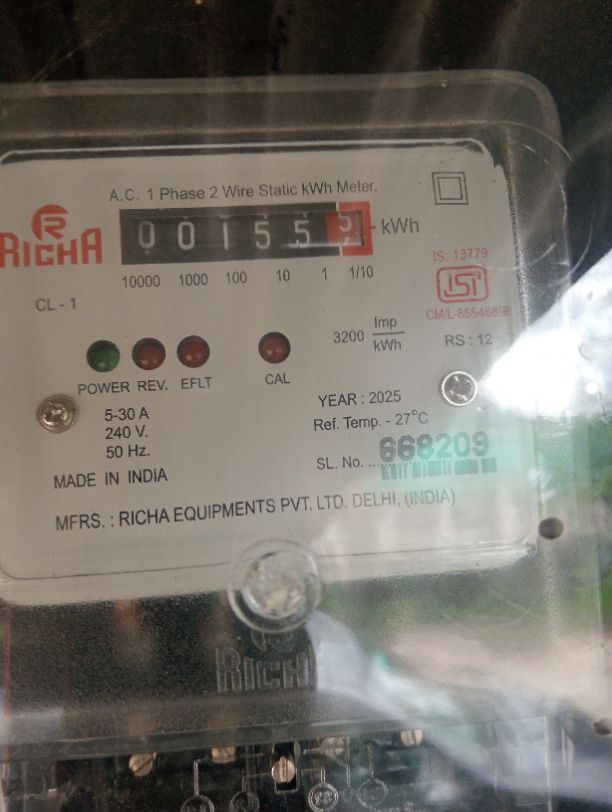 A.C. 1 Phase 2 Wire Static kWh Meter.
R
RICHA
0 0 1 5 5 5 kWh
10000 1000 100 10 1 1/10
IS: 13779
ISI
CM/L-8554689
CL - 1
3200 Imp/kWh
RS : 12
POWER REV. EFLT CAL
5-30 A
240 V.
50 Hz.
YEAR : 2025
Ref. Temp. - 27°C
SL. No. ... 668209
MADE IN INDIA
MFRS. : RICHA EQUIPMENTS PVT. LTD. DELHI, (INDIA)
RICHA